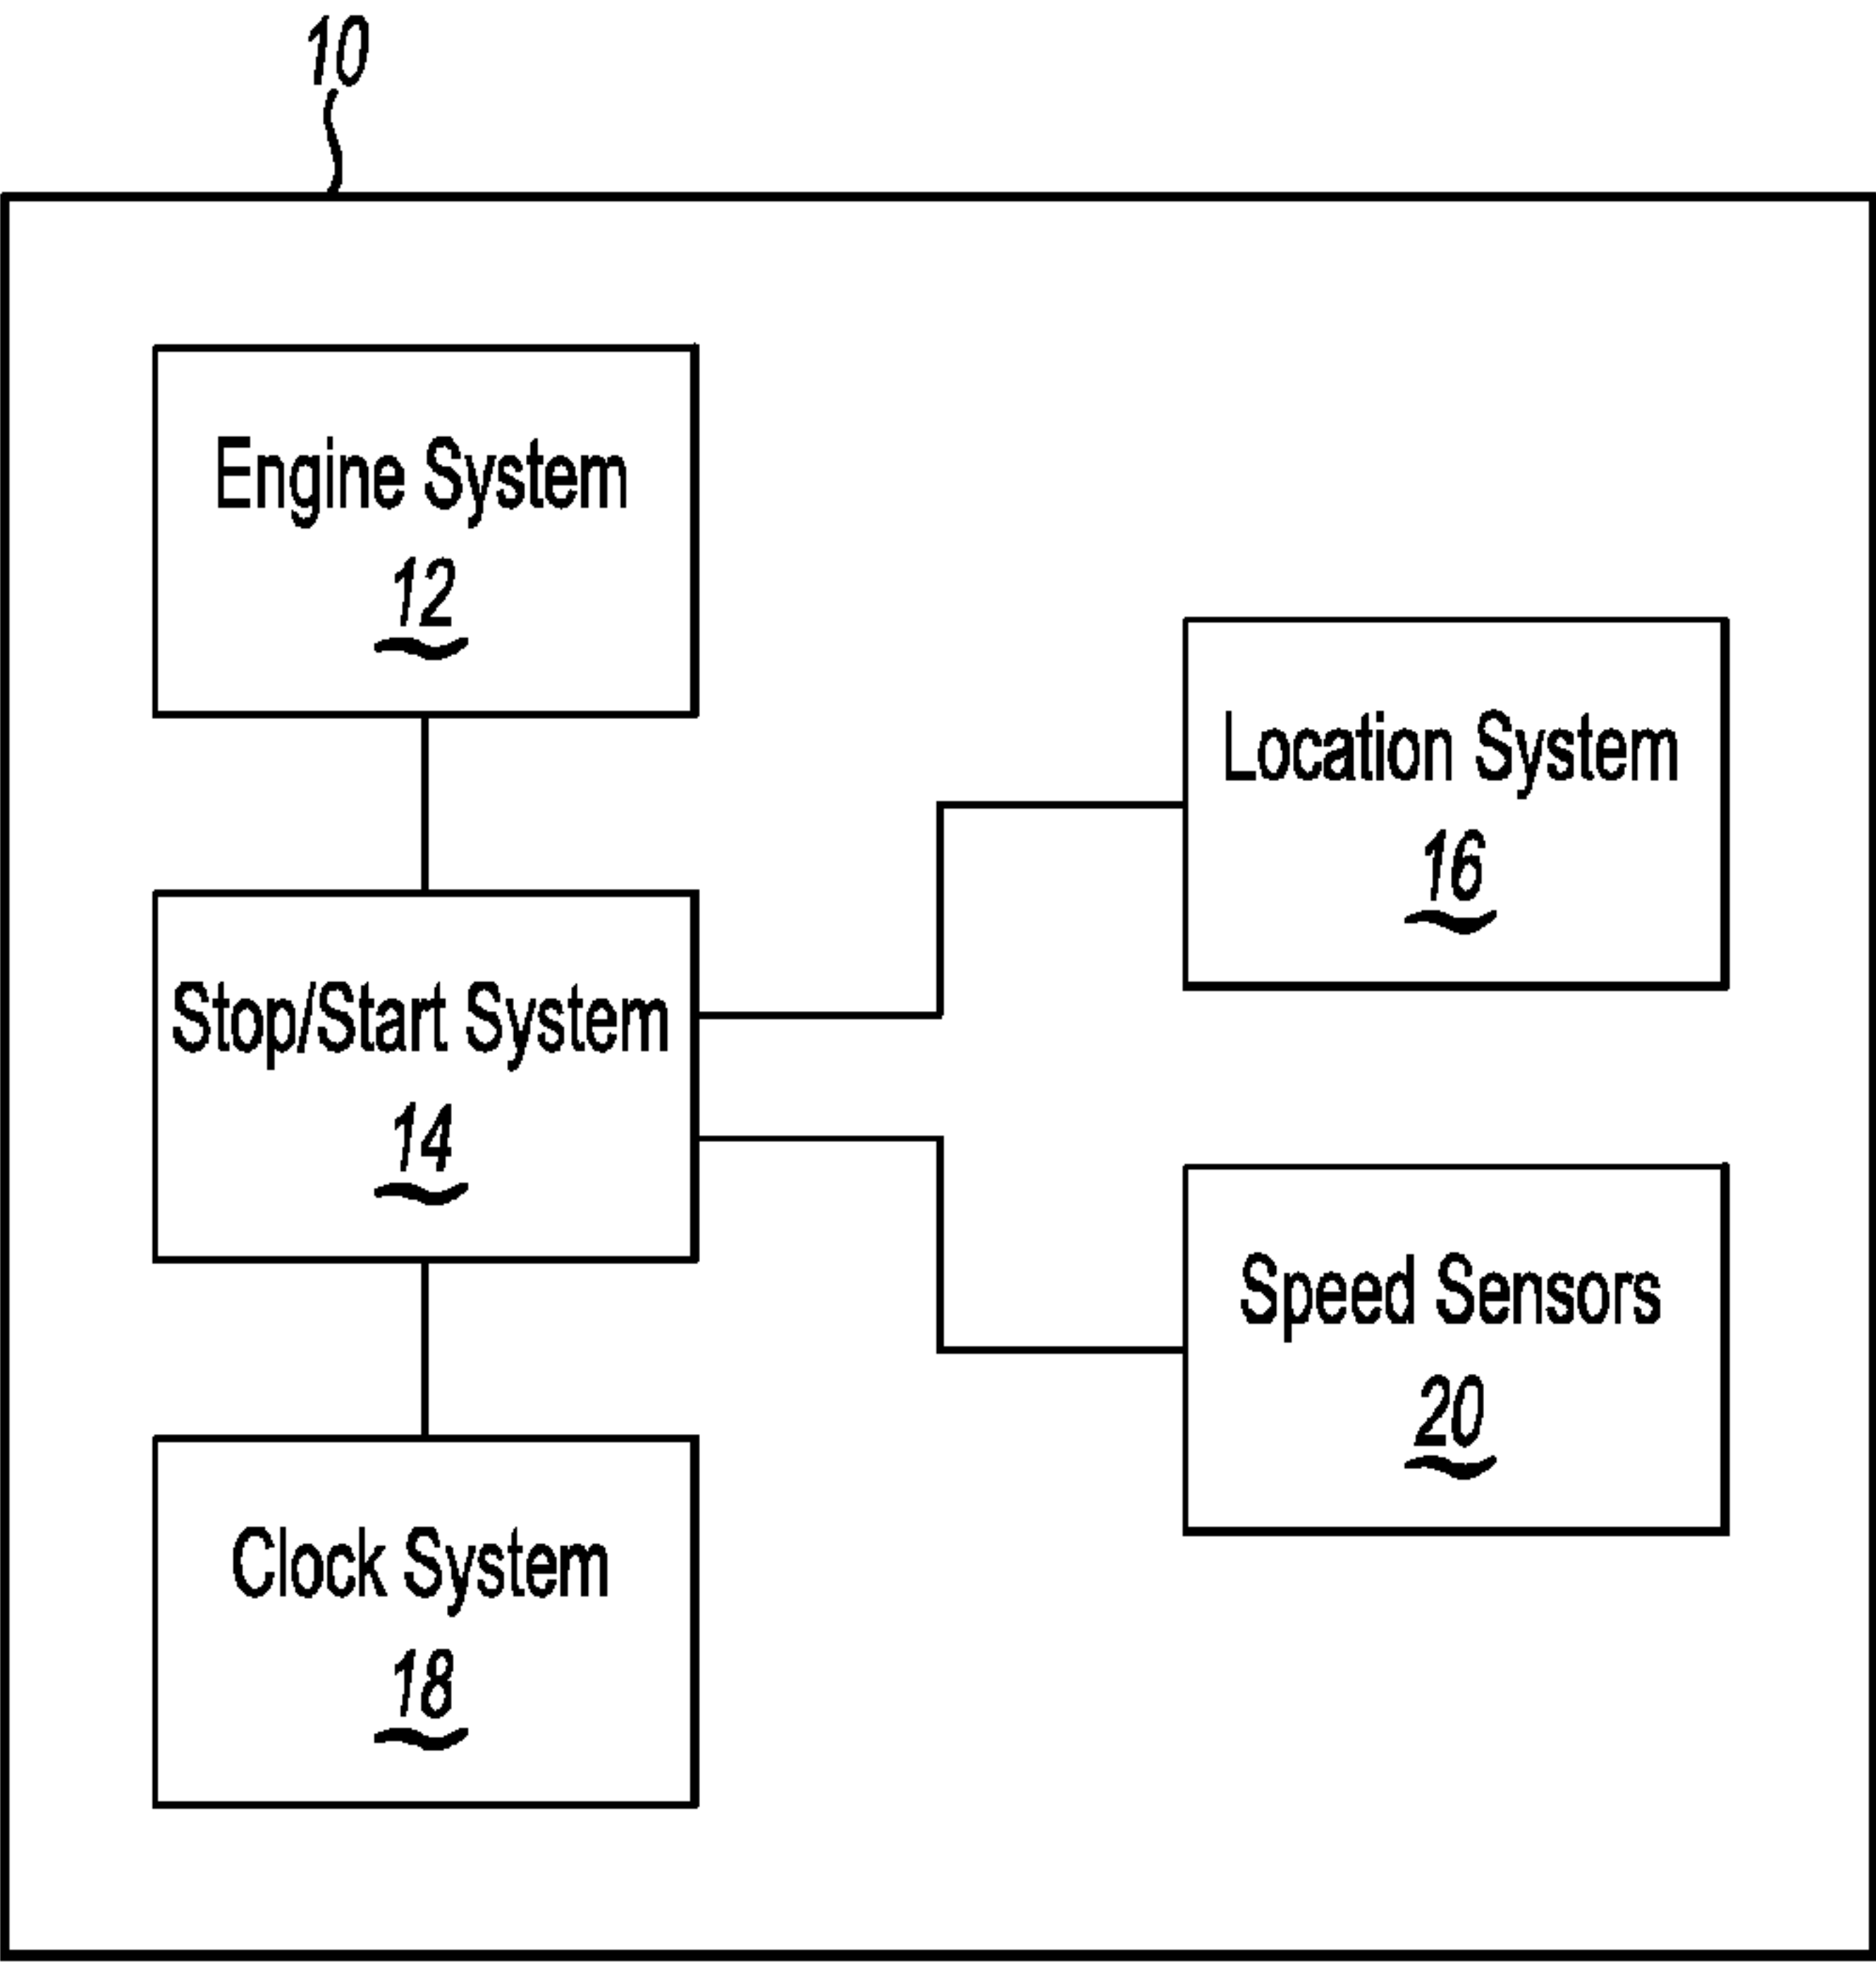 10
Engine System
12
Location System
16
Stop/Start System
14
Speed Sensors
20
Clock System
18